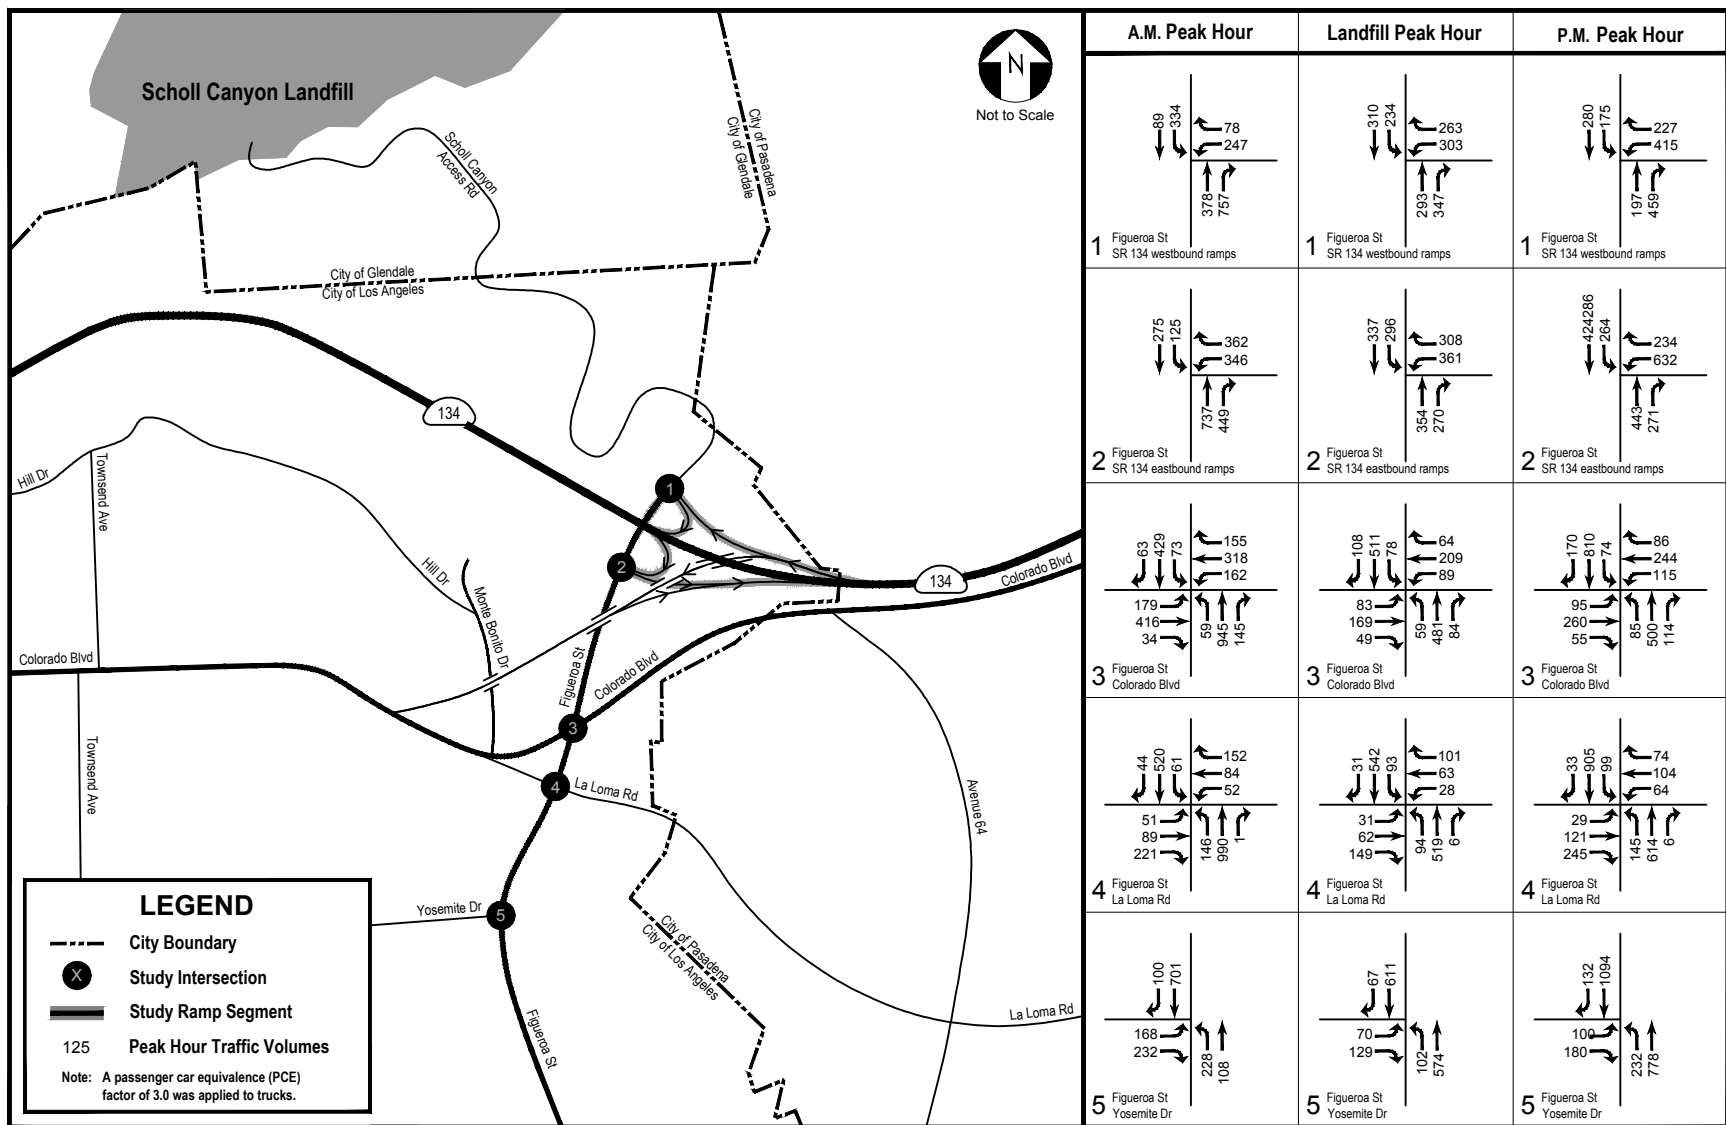 Scholl Canyon Landfill
N
Not to Scale
City of Pasadena
City of Glendale
Scholl Canyon
Access Rd
City of Glendale
City of Los Angeles
134
Hill Dr
Townsend Ave
1
2
134
Colorado Blvd
Hill Dr
Monte Bonito Dr
Colorado Blvd
Figueroa St
Colorado Blvd
3
4
La Loma Rd
Townsend Ave
Avenue 64
5
Yosemite Dr
City of Pasadena
City of Los Angeles
La Loma Rd
Figueroa St
LEGEND
City Boundary
X
Study Intersection
Study Ramp Segment
125
Peak Hour Traffic Volumes
Note: A passenger car equivalence (PCE)
factor of 3.0 was applied to trucks.
A.M. Peak Hour
Landfill Peak Hour
P.M. Peak Hour
89
334
78
247
378
757
1
Figueroa St
SR 134 westbound ramps
310
234
263
303
293
347
1
Figueroa St
SR 134 westbound ramps
280
175
227
415
197
459
1
Figueroa St
SR 134 westbound ramps
275
125
362
346
737
449
2
Figueroa St
SR 134 eastbound ramps
337
296
308
361
354
270
2
Figueroa St
SR 134 eastbound ramps
424286
264
234
632
443
271
2
Figueroa St
SR 134 eastbound ramps
63
429
73
155
318
162
179
416
34
59
945
145
3
Figueroa St
Colorado Blvd
108
511
78
64
209
89
83
169
49
59
481
84
3
Figueroa St
Colorado Blvd
170
810
74
86
244
115
95
260
55
85
500
114
3
Figueroa St
Colorado Blvd
44
520
61
152
84
52
51
89
221
146
990
1
4
Figueroa St
La Loma Rd
31
542
93
101
63
28
31
62
149
94
519
6
4
Figueroa St
La Loma Rd
33
905
99
74
104
64
29
121
245
145
614
6
4
Figueroa St
La Loma Rd
100
701
168
232
228
108
5
Figueroa St
Yosemite Dr
67
611
70
129
102
574
5
Figueroa St
Yosemite Dr
132
1094
100
180
232
778
5
Figueroa St
Yosemite Dr